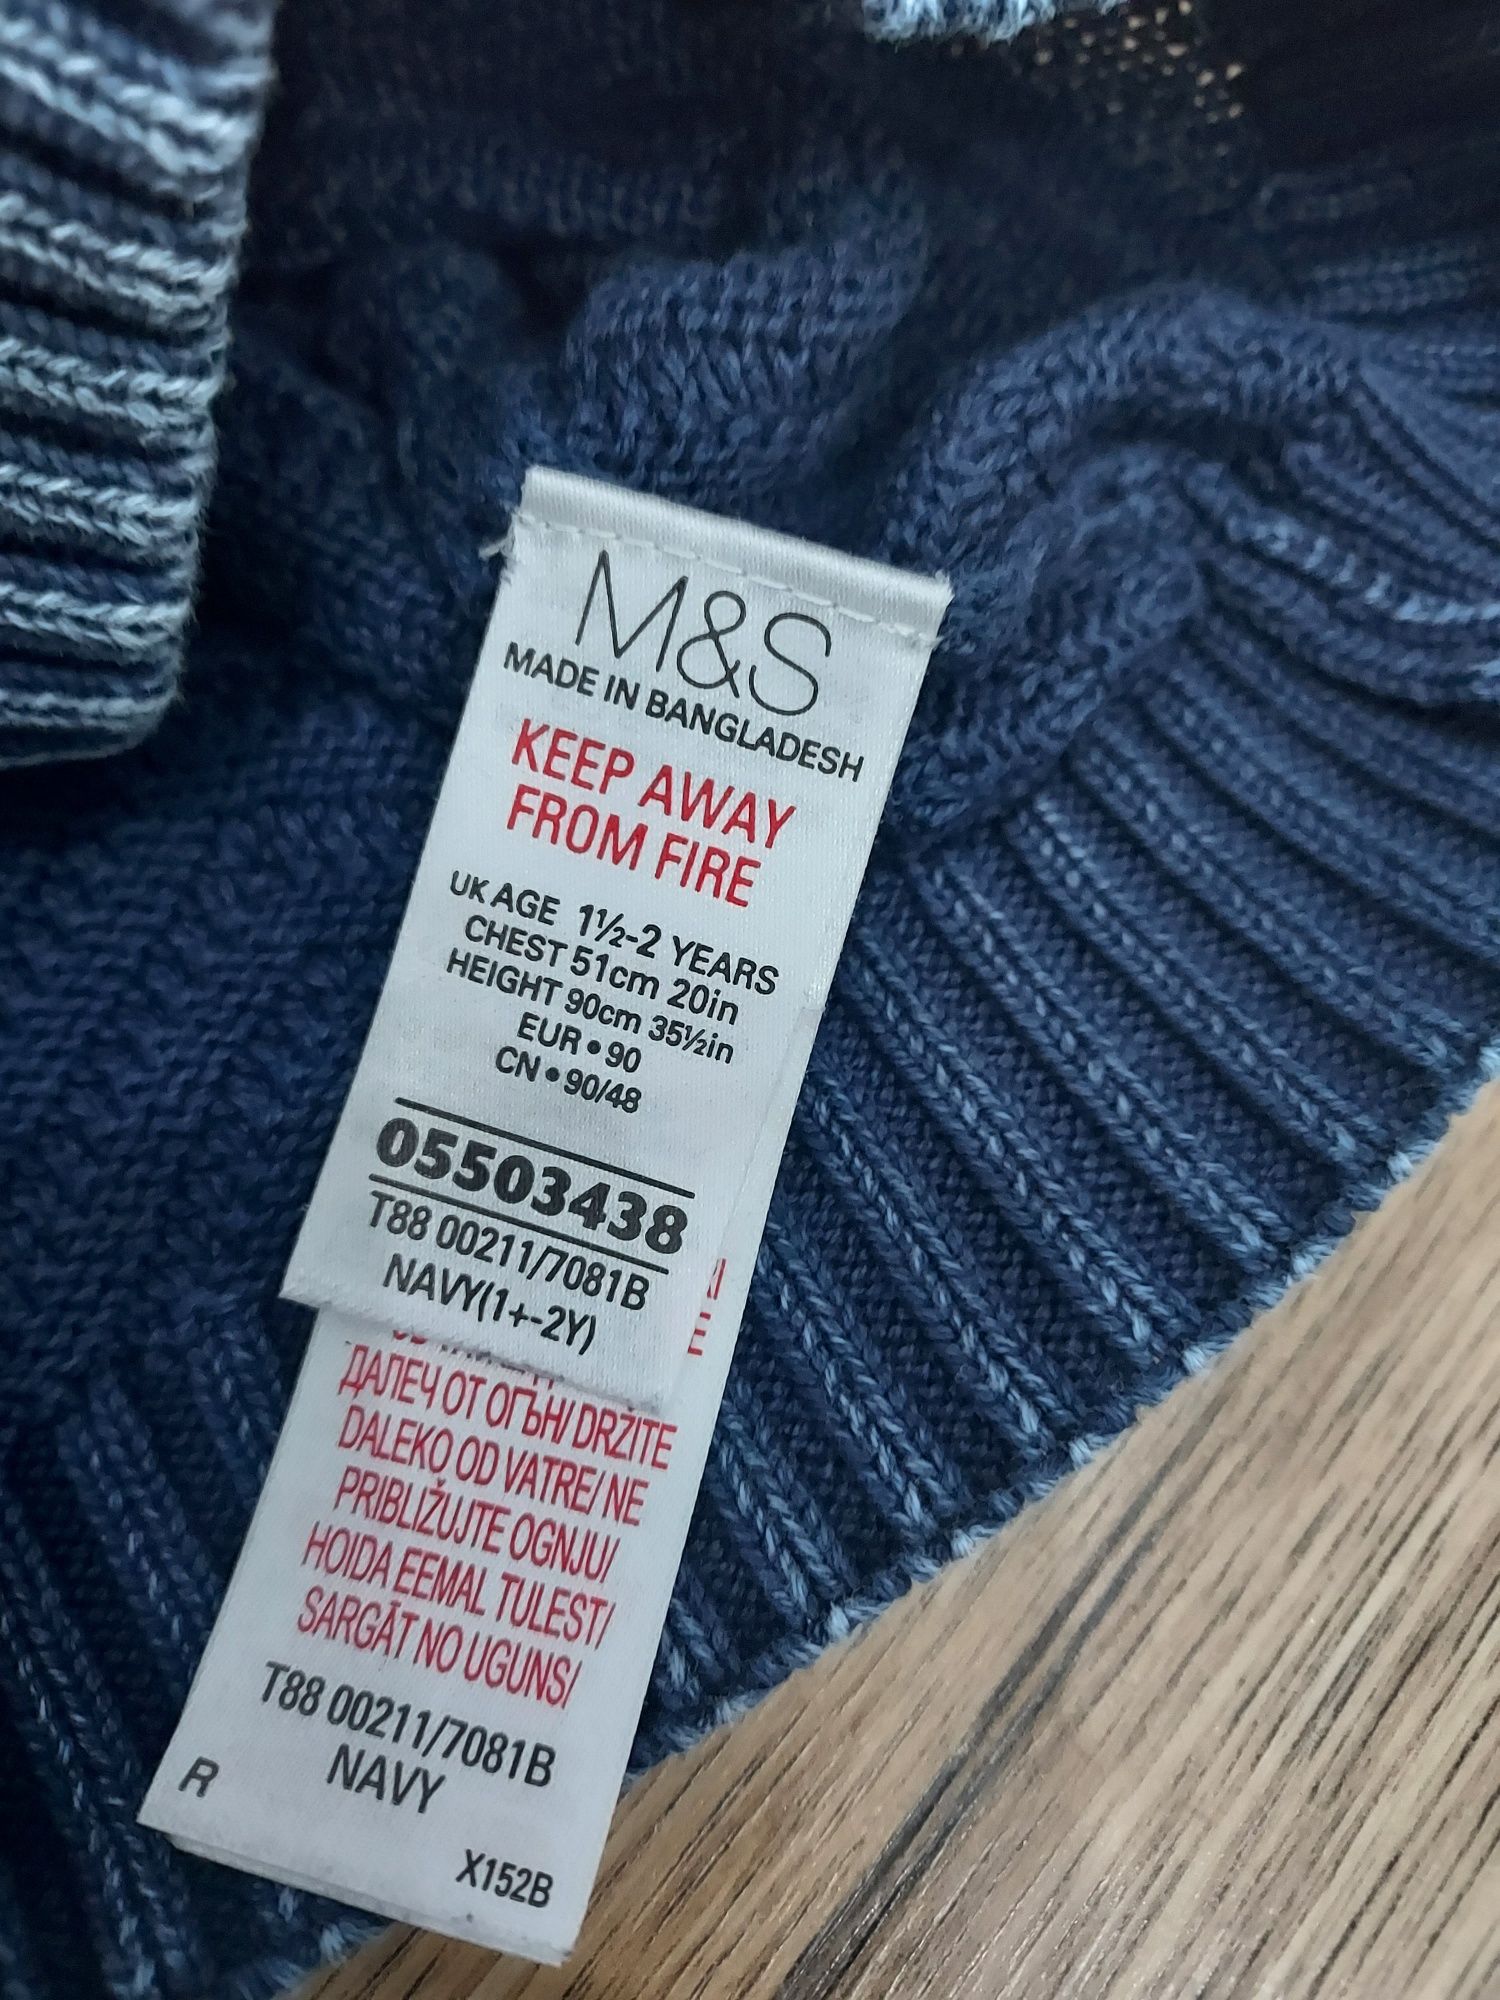 M&S
MADE IN BANGLADESH
KEEP AWAY
FROM FIRE
UK AGE 1½-2 YEARS
CHEST 51cm 20in
HEIGHT 90cm 35½in
EUR • 90
CN • 90/48
05503438
T88 00211/7081B
NAVY(1+-2Y)
ДАЛЕЧ ОТ ОГЪН/ DRŽITE
DALEKO OD VATRE/ NE
PRIBLIŽUJTE OGNJU/
HOIDA EEMAL TULEST/
SARGĀT NO UGUNS/
T88 00211/7081B
NAVY
R
X152B